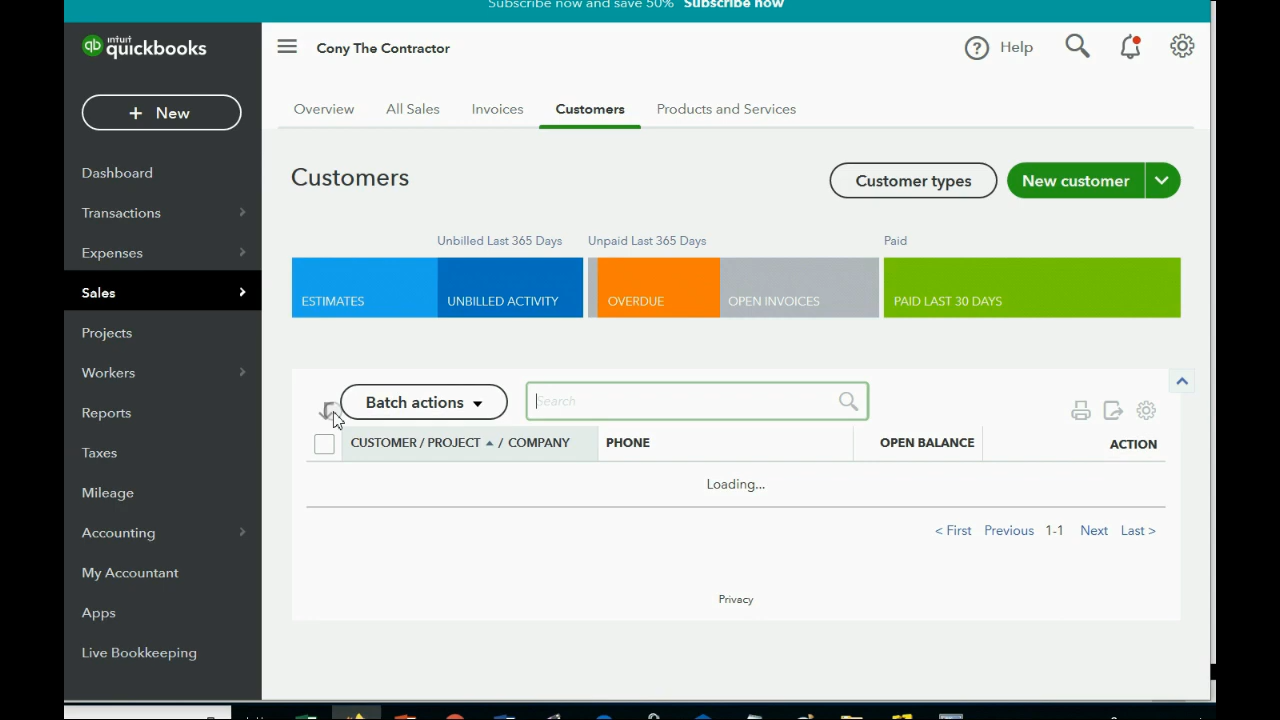 Subscribe now and save 50% Subscribe now
intuit
qb quickbooks
Cony The Contractor
? Help
+ New
Overview All Sales Invoices Customers Products and Services
Dashboard
Transactions
Expenses
Sales
Projects
Workers
Reports
Taxes
Mileage
Accounting
My Accountant
Apps
Live Bookkeeping
Customers
Customer types
New customer
Unbilled Last 365 Days Unpaid Last 365 Days Paid
ESTIMATES UNBILLED ACTIVITY OVERDUE OPEN INVOICES PAID LAST 30 DAYS
Batch actions
Search
CUSTOMER / PROJECT / COMPANY PHONE OPEN BALANCE ACTION
Loading...
< First Previous 1-1 Next Last >
Privacy